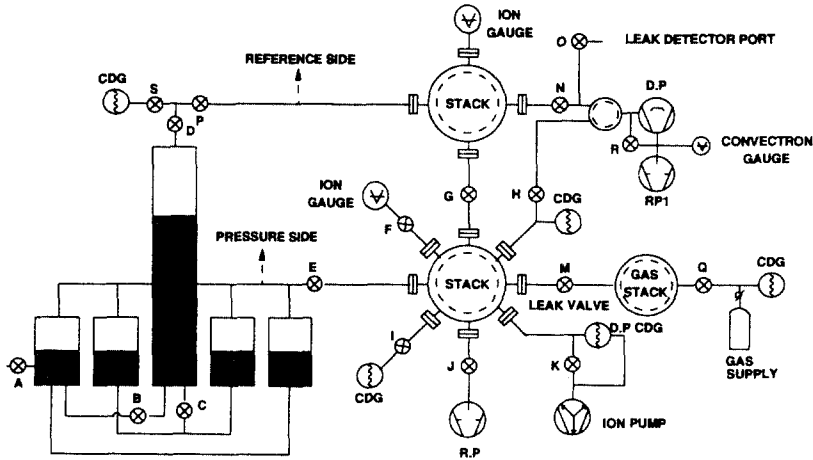 ION
GAUGE
O
LEAK DETECTOR PORT
REFERENCE SIDE
CDG
S
P
D
STACK
N
D.P
R
CONVECTRON
GAUGE
RP1
ION
GAUGE
F
G
H
CDG
PRESSURE SIDE
E
STACK
M
LEAK VALVE
GAS
STACK
Q
CDG
D.P CDG
GAS
SUPPLY
I
CDG
J
K
A
B
C
R.P
ION PUMP